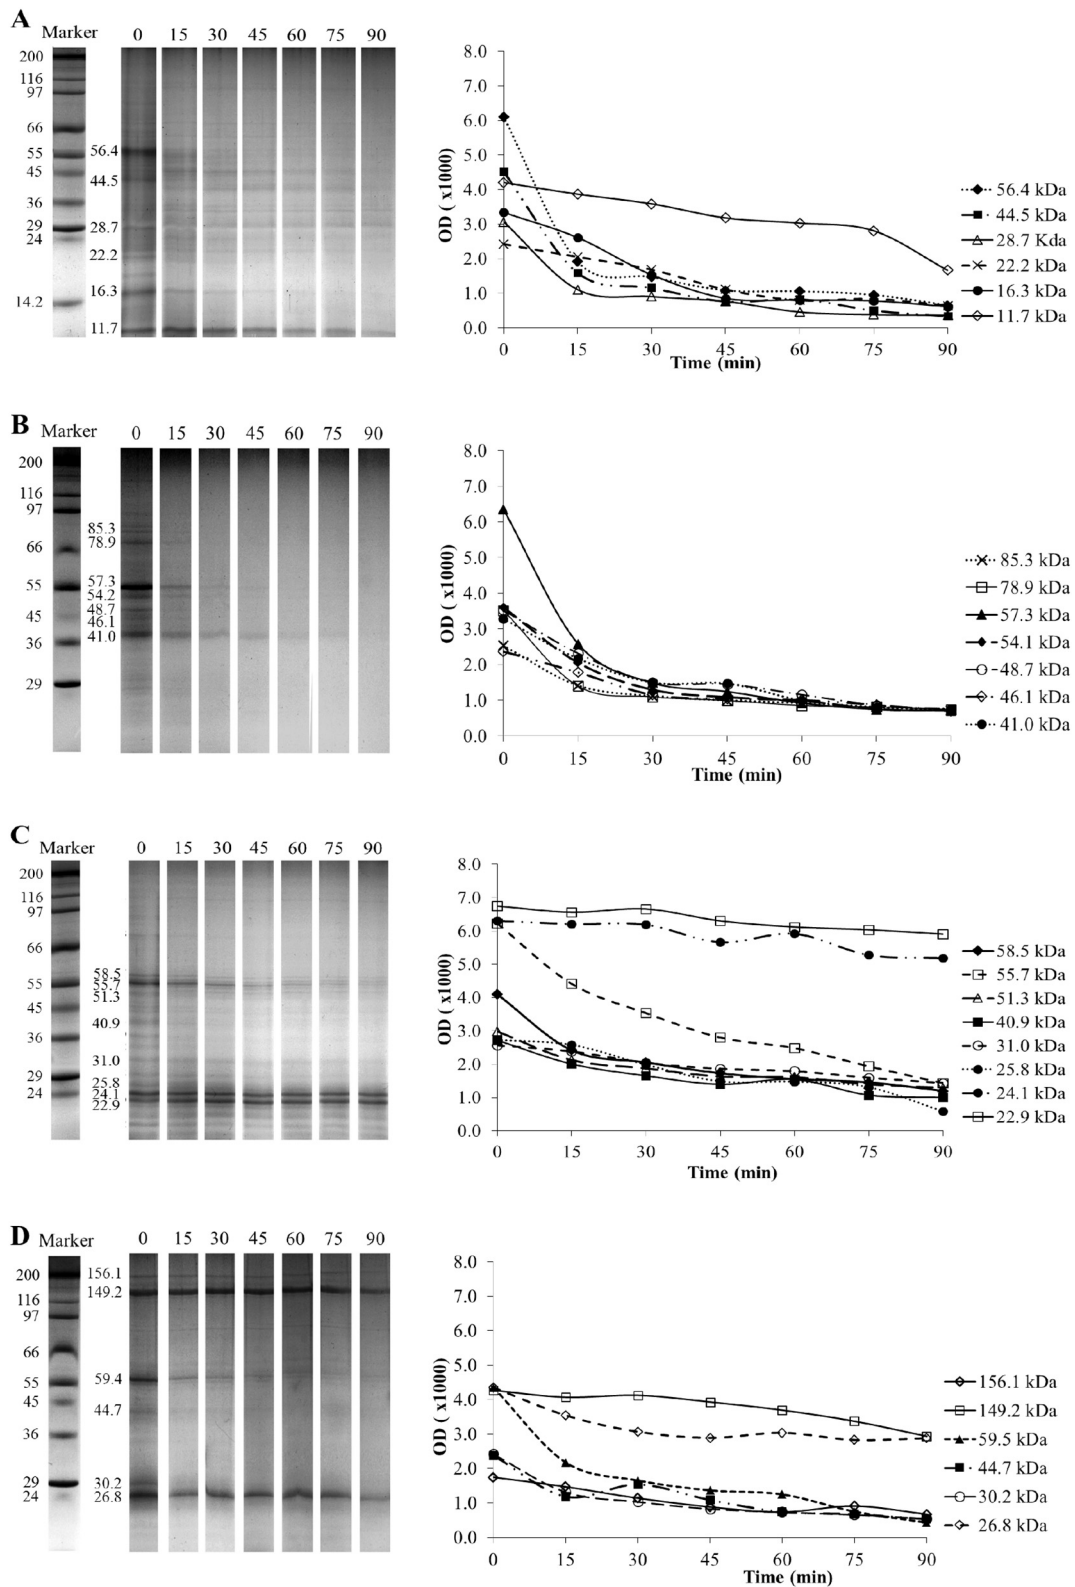 A
Marker 0 15 30 45 60 75 90
200
116
97
66
55
45
36
29
24
14.2
56.4
44.5
28.7
22.2
16.3
11.7
8.0
7.0
6.0
5.0
4.0
3.0
2.0
1.0
0.0
OD ( x1000)
0 15 30 45 60 75 90
Time (min)
56.4 kDa
44.5 kDa
28.7 Kda
22.2 kDa
16.3 kDa
11.7 kDa
B
Marker 0 15 30 45 60 75 90
200
116
97
66
55
45
36
29
85.3
78.9
57.3
54.2
48.7
46.1
41.0
8.0
7.0
6.0
5.0
4.0
3.0
2.0
1.0
0.0
OD ( x1000)
0 15 30 45 60 75 90
Time (min)
85.3 kDa
78.9 kDa
57.3 kDa
54.1 kDa
48.7 kDa
46.1 kDa
41.0 kDa
C
Marker 0 15 30 45 60 75 90
200
116
97
66
55
45
36
29
24
58.5
55.7
51.3
40.9
31.0
25.8
24.1
22.9
8.0
7.0
6.0
5.0
4.0
3.0
2.0
1.0
0.0
OD ( x1000)
0 15 30 45 60 75 90
Time (min)
58.5 kDa
55.7 kDa
51.3 kDa
40.9 kDa
31.0 kDa
25.8 kDa
24.1 kDa
22.9 kDa
D
Marker 0 15 30 45 60 75 90
200
116
97
66
55
45
36
29
24
156.1
149.2
59.4
44.7
30.2
26.8
8.0
7.0
6.0
5.0
4.0
3.0
2.0
1.0
0.0
OD ( x1000)
0 15 30 45 60 75 90
Time (min)
156.1 kDa
149.2 kDa
59.5 kDa
44.7 kDa
30.2 kDa
26.8 kDa